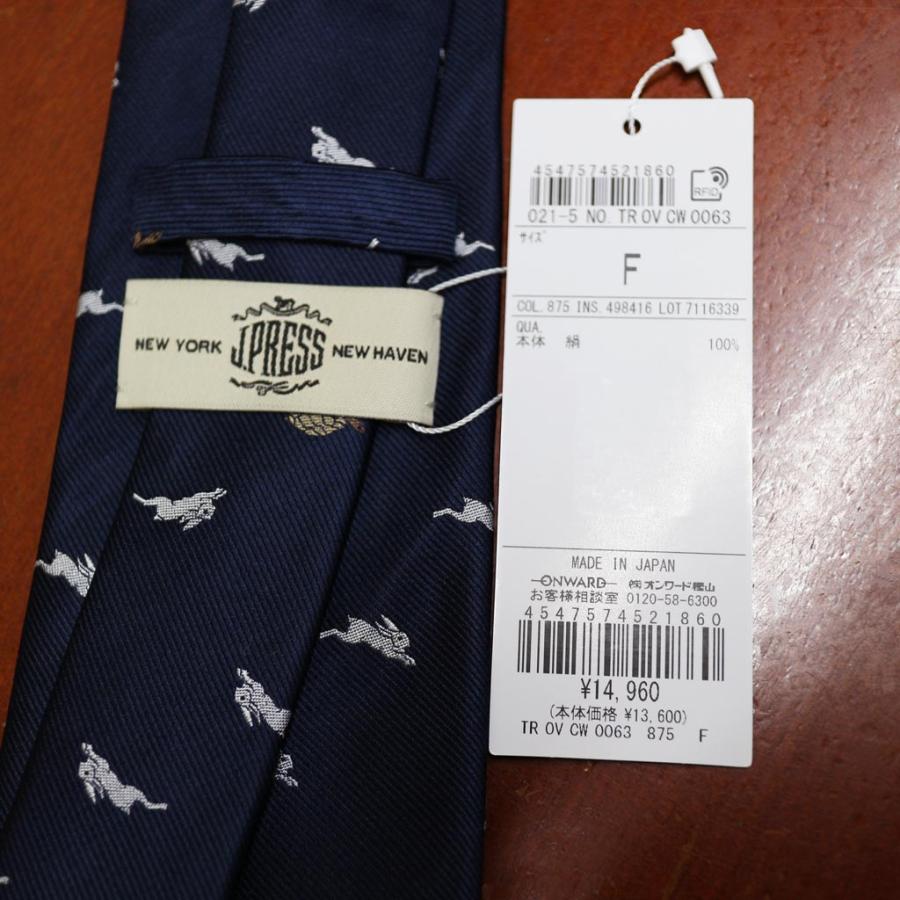 NEW YORK J.PRESS NEW HAVEN
4547574521860
RFID
021-5 NO. TR OV CW 0063
サイズ
F
COL. 875 INS. 498416 LOT 7116339
QUA.
本体 絹 100%
MADE IN JAPAN
ONWARD ㈱オンワード樫山
お客様相談室 0120-58-6300
4547574521860
¥14,960
(本体価格 ¥13,600)
TR OV CW 0063 875 F